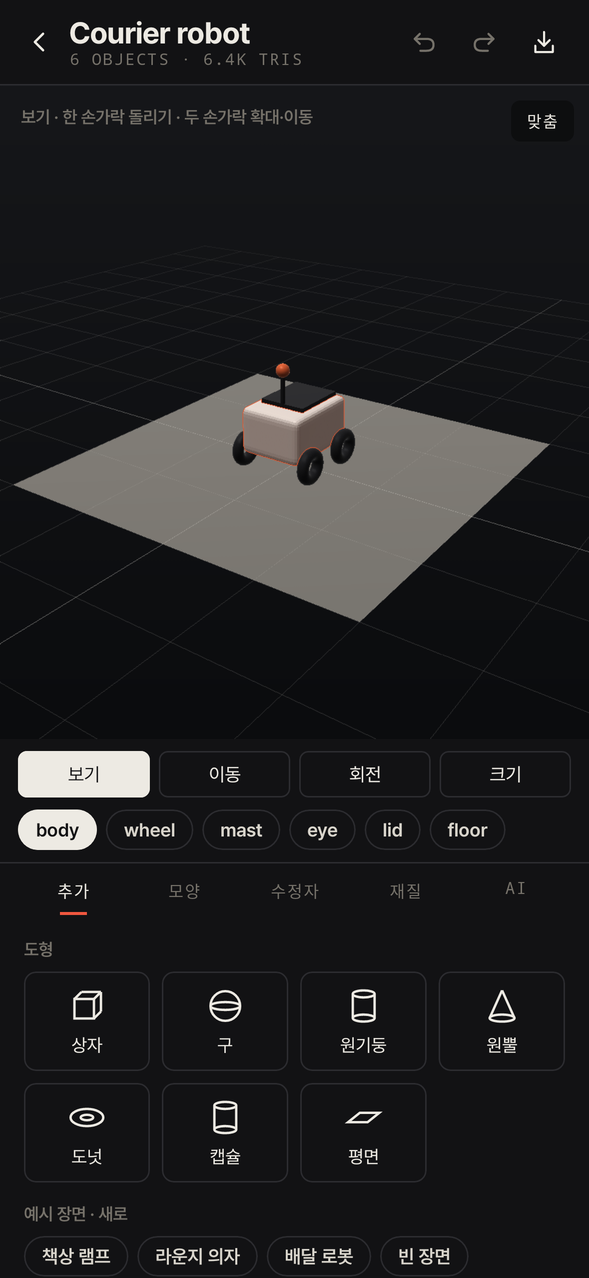 Courier robot
6 OBJECTS · 6.4K TRIS
보기 · 한 손가락 돌리기 · 두 손가락 확대·이동
맞춤
보기 이동 회전 크기
body wheel mast eye lid floor
추가 모양 수정자 재질 AI
도형
상자 구 원기둥 원뿔
도넛 캡슐 평면
예시 장면 · 새로
책상 램프 라운지 의자 배달 로봇 빈 장면